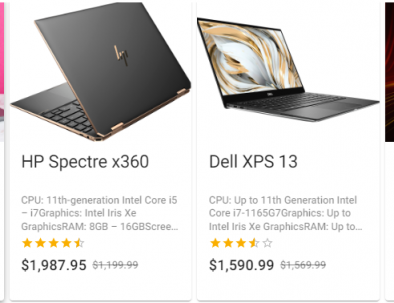 HP Spectre x360
CPU: 11th-generation Intel Core i5
– i7Graphics: Intel Iris Xe
GraphicsRAM: 8GB – 16GBScree...
$1,987.95 $1,199.99
Dell XPS 13
CPU: Up to 11th Generation Intel
Core i7-1165G7Graphics: Up to
Intel Iris Xe GraphicsRAM: Up to...
$1,590.99 $1,569.99